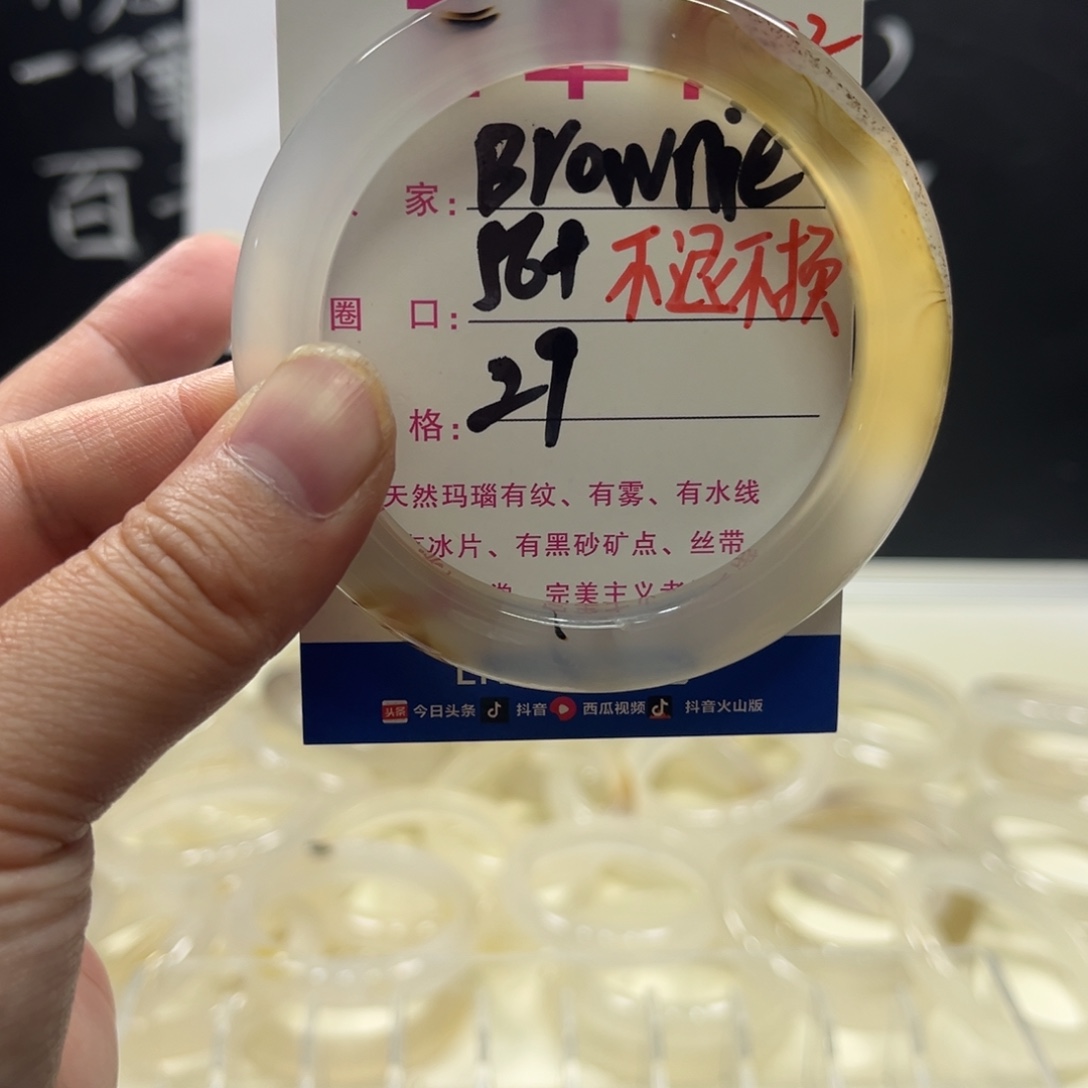 家: Brownie
圈 口: 56+ 不退不换
格: 29
天然玛瑙有纹、有雾、有水线
冰片、有黑砂矿点、丝带
完美主义者
今日头条 抖音 西瓜视频 抖音火山版
百